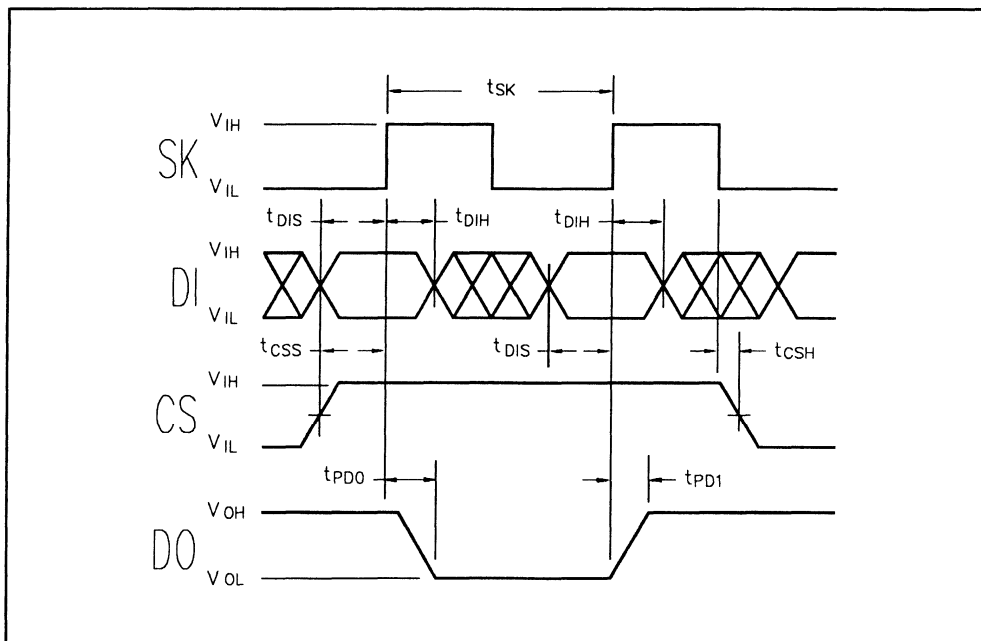 tSK
VIH
SK
VIL
tDIS tDIH tDIH
VIH
DI
VIL
tCSS tDIS tCSH
VIH
CS
VIL
tPD0 tPD1
VOH
DO
VOL